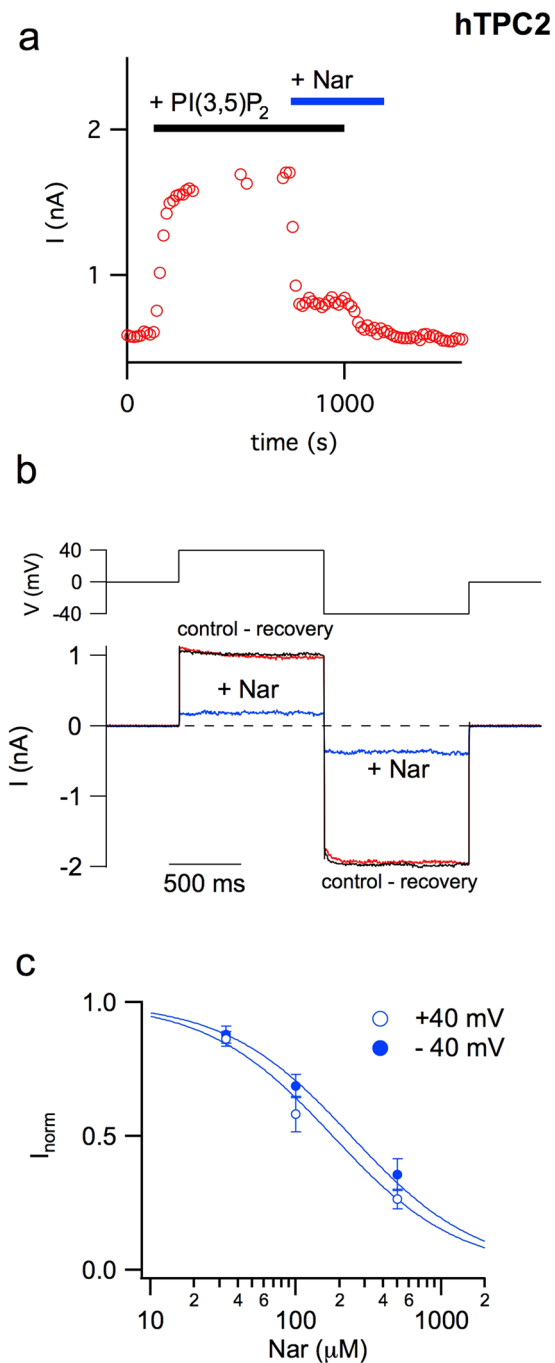 hTPC2
a
+ Nar
+ PI(3,5)P₂
2
1
I (nA)
0
1000
time (s)
b
40
0
-40
V (mV)
control - recovery
1
+ Nar
0
I (nA)
+ Nar
-1
-2
500 ms
control - recovery
c
1.0
+40 mV
- 40 mV
0.5
Iₙₒᵣₘ
0.0
10 2 4 6 100 2 4 6 1000 2
Nar (μM)